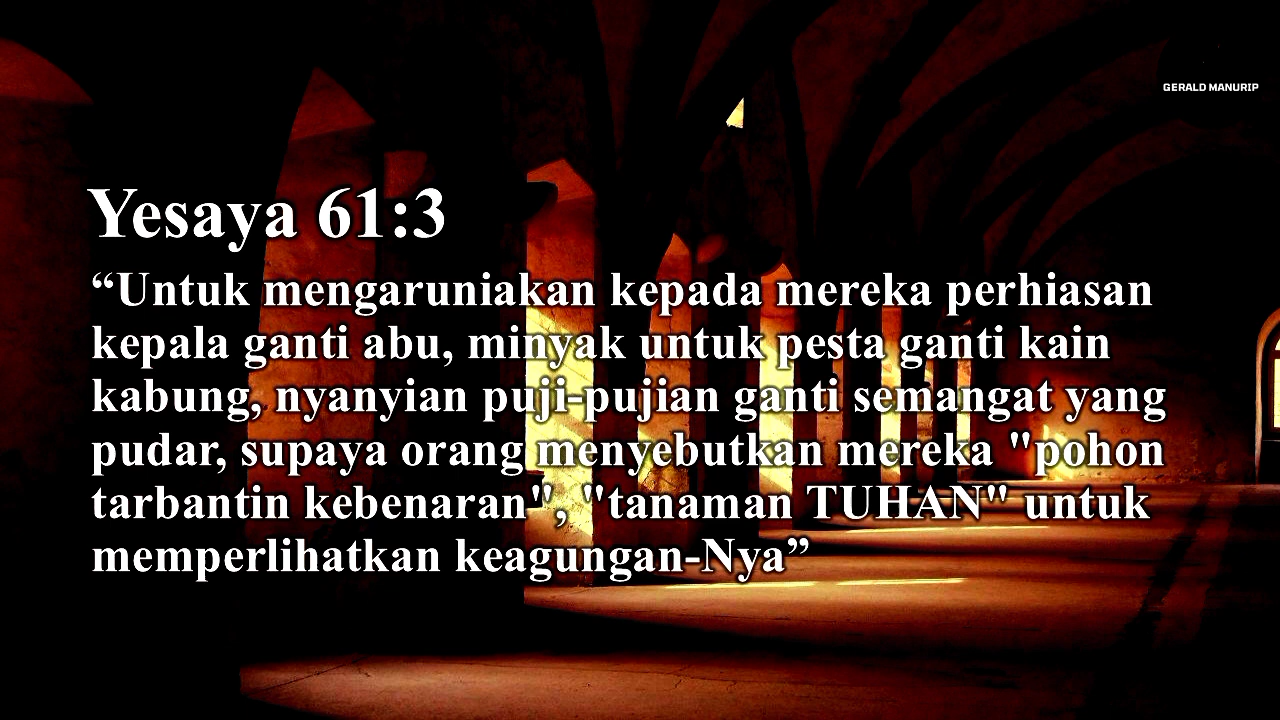 GERALD MANURIP
Yesaya 61:3
“Untuk mengaruniakan kepada mereka perhiasan
kepala ganti abu, minyak untuk pesta ganti kain
kabung, nyanyian puji-pujian ganti semangat yang
pudar, supaya orang menyebutkan mereka "pohon
tarbantin kebenaran", "tanaman TUHAN" untuk
memperlihatkan keagungan-Nya”